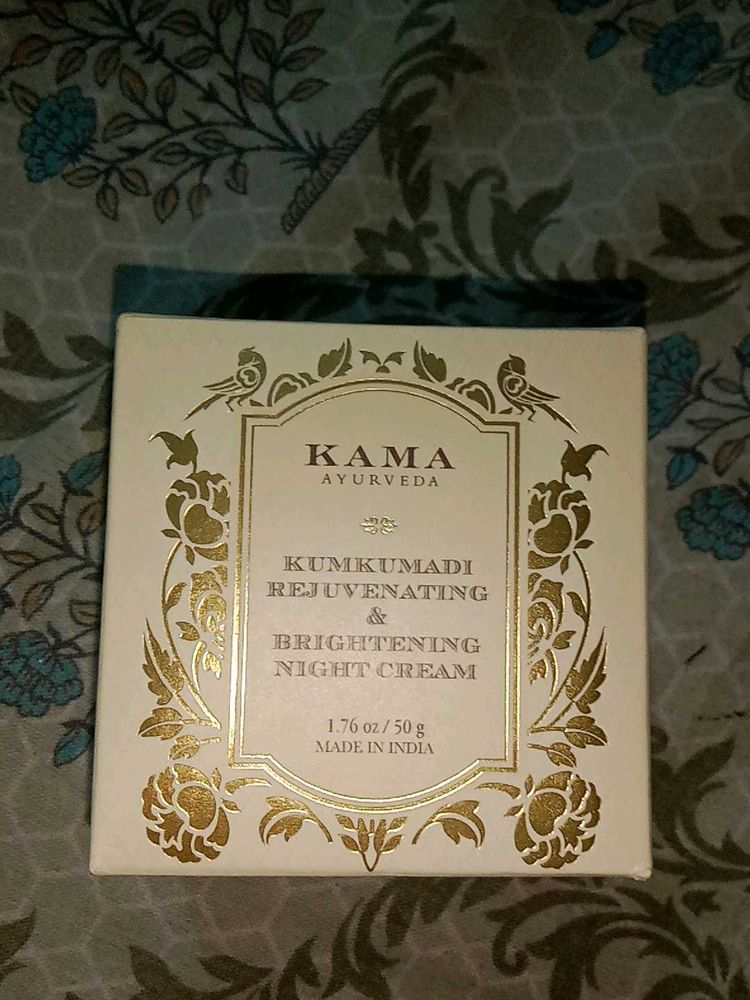 KAMA
AYURVEDA
KUMKUMADI
REJUVENATING
&
BRIGHTENING
NIGHT CREAM
1.76 oz / 50 g
MADE IN INDIA